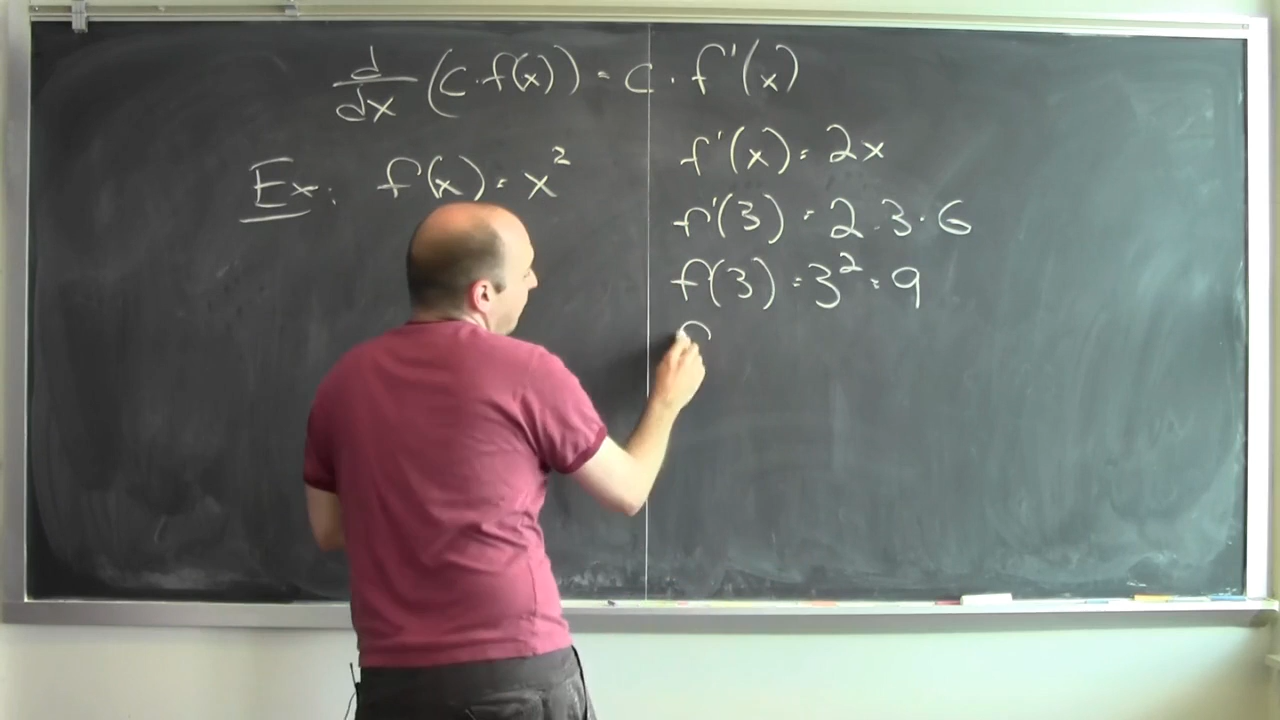 d/dx (c·f(x)) = c · f'(x)
Ex: f(x) = x²
f'(x) = 2x
f'(3) = 2·3 = 6
f(3) = 3² = 9